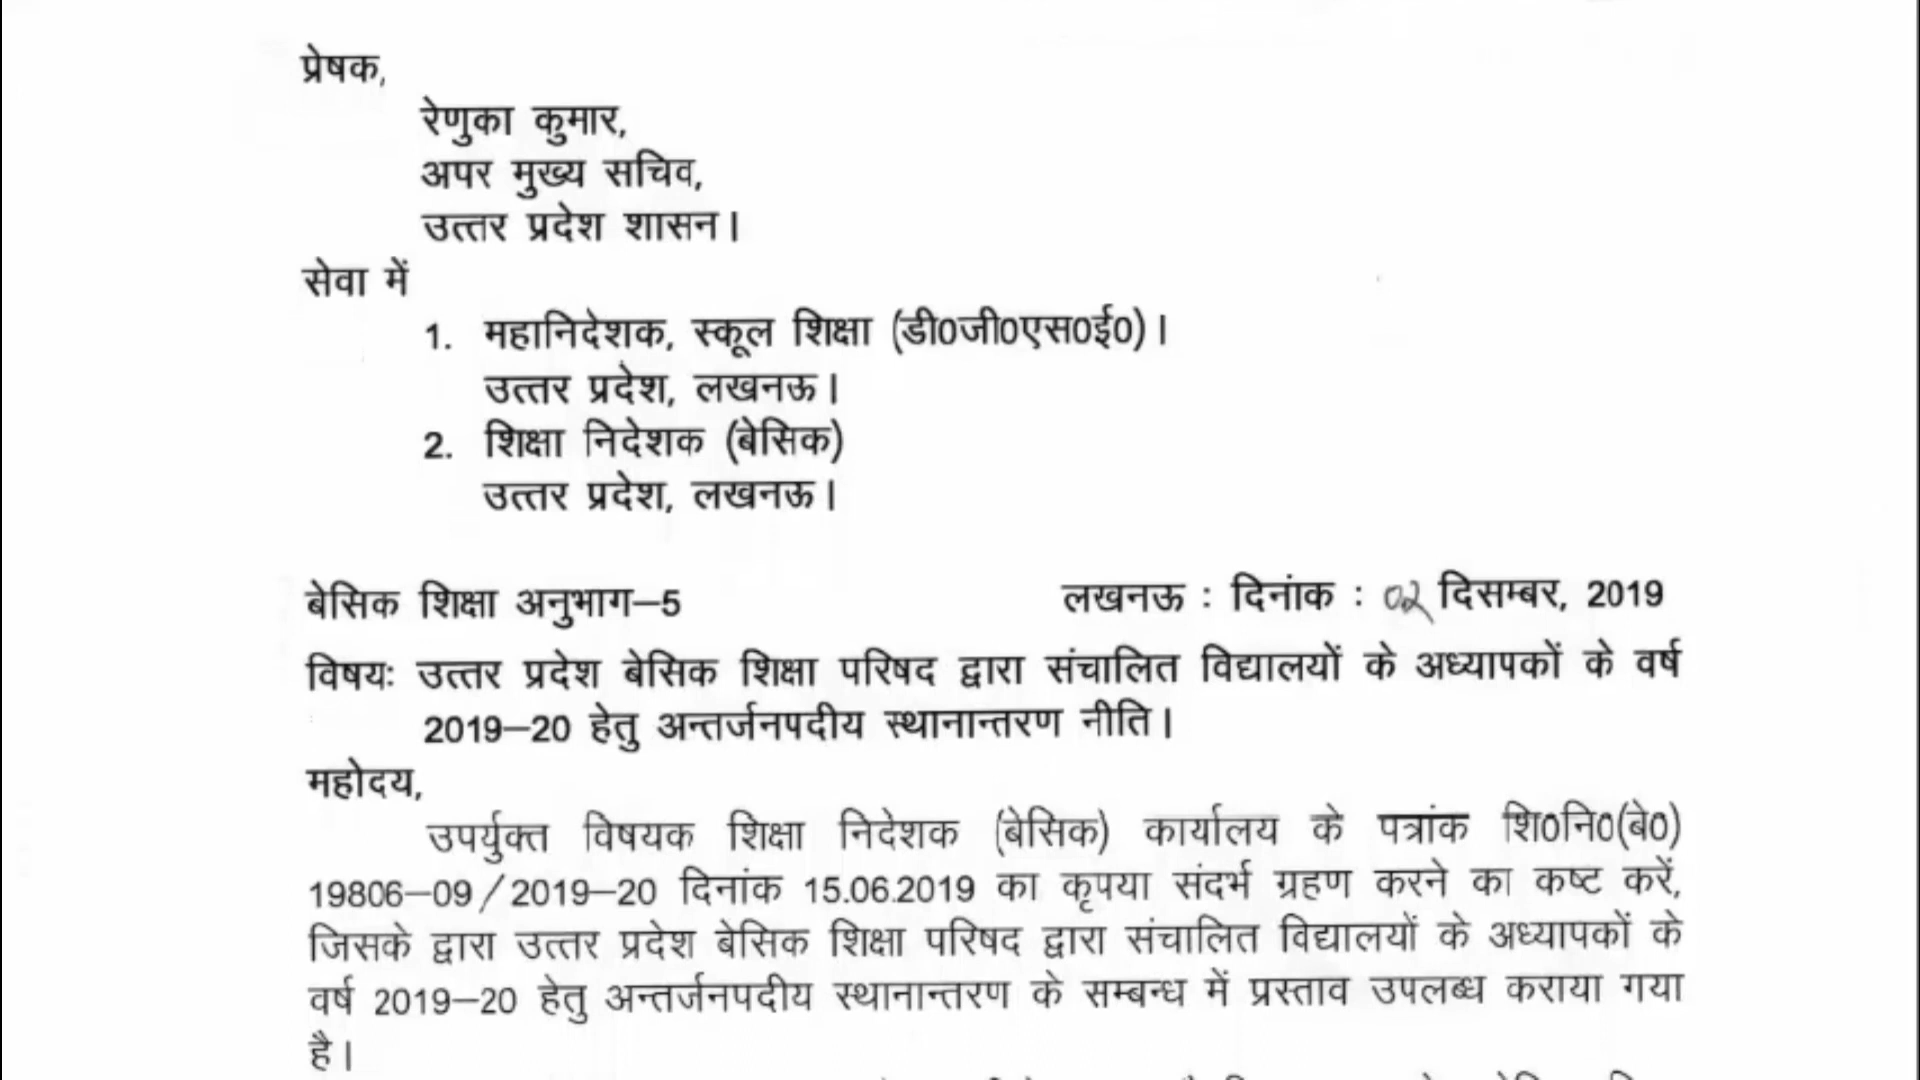 प्रेषक,
रेणुका कुमार,
अपर मुख्य सचिव,
उत्तर प्रदेश शासन।
सेवा में
1. महानिदेशक, स्कूल शिक्षा (डी0जी0एस0ई0)।
उत्तर प्रदेश, लखनऊ।
2. शिक्षा निदेशक (बेसिक)
उत्तर प्रदेश, लखनऊ।
बेसिक शिक्षा अनुभाग–5 लखनऊ : दिनांक : 02 दिसम्बर, 2019
विषयः उत्तर प्रदेश बेसिक शिक्षा परिषद द्वारा संचालित विद्यालयों के अध्यापकों के वर्ष
2019–20 हेतु अन्तर्जनपदीय स्थानान्तरण नीति।
महोदय,
उपर्युक्त विषयक शिक्षा निदेशक (बेसिक) कार्यालय के पत्रांक शि0नि0(बे0)
19806–09/2019–20 दिनांक 15.06.2019 का कृपया संदर्भ ग्रहण करने का कष्ट करें,
जिसके द्वारा उत्तर प्रदेश बेसिक शिक्षा परिषद द्वारा संचालित विद्यालयों के अध्यापकों के
वर्ष 2019–20 हेतु अन्तर्जनपदीय स्थानान्तरण के सम्बन्ध में प्रस्ताव उपलब्ध कराया गया
है।